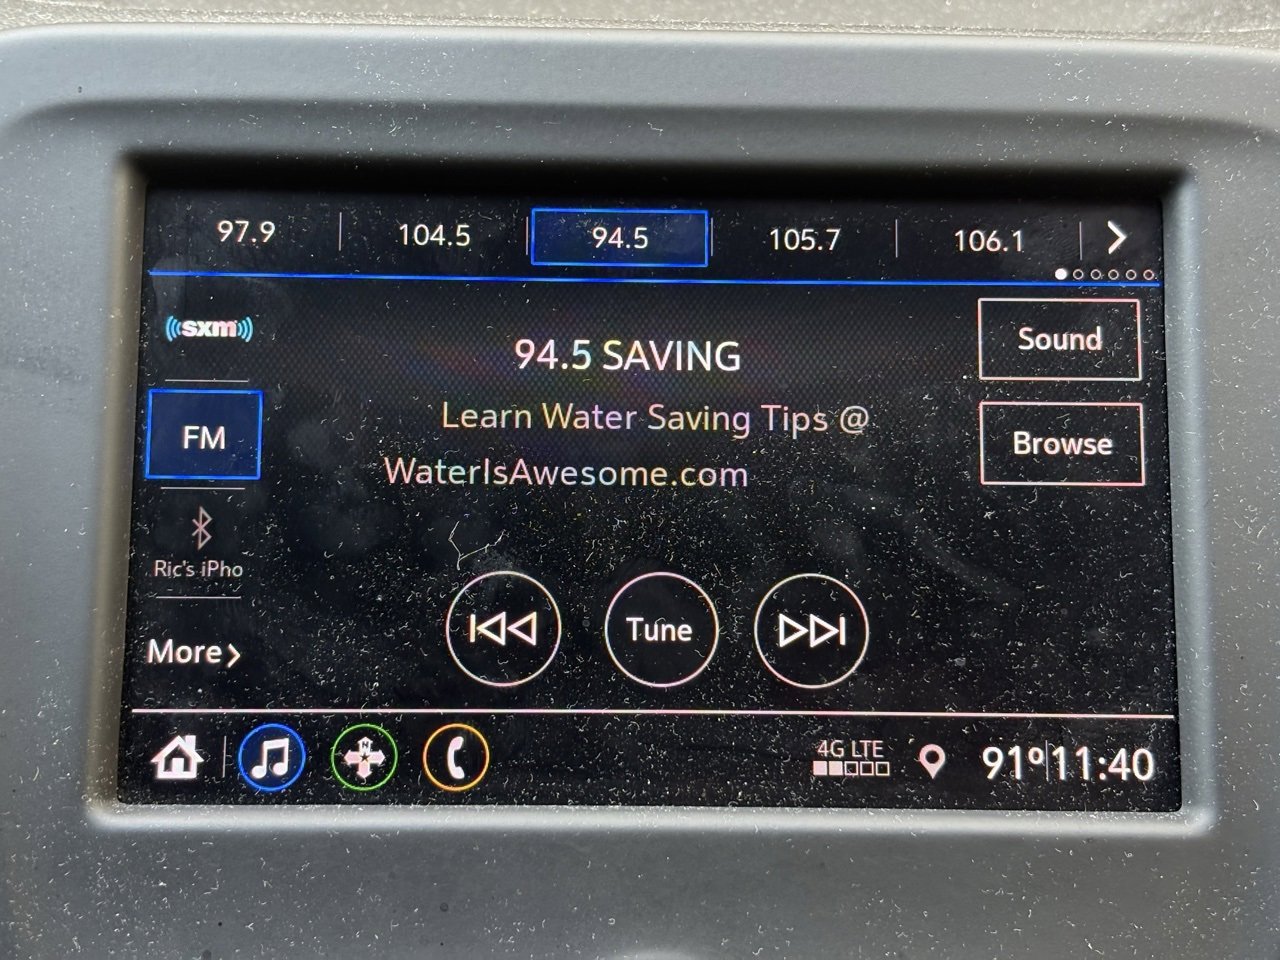 97.9 104.5 94.5 105.7 106.1
sxm
94.5 SAVING
Sound
Learn Water Saving Tips @
FM
Browse
WaterIsAwesome.com
Ric's iPho
Tune
More
N
4G LTE
91° 11:40